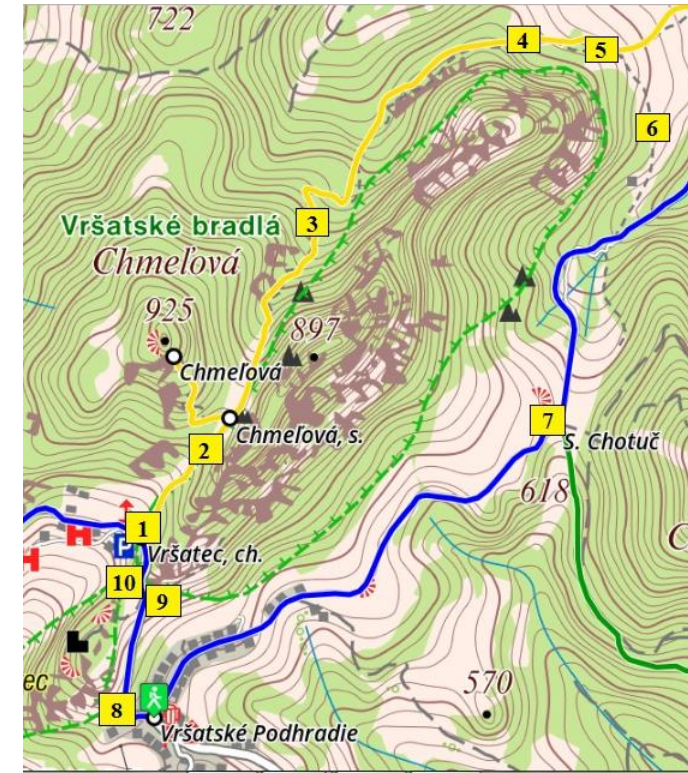 722
4
5
6
3
Vršatské bradlá
Chmeľová
925
897
Chmeľová
Chmeľová, s.
2
7
S. Chotuč
618
C
1
P
Vršatec, ch.
10
9
ec
570
8
Vršatské Podhradie